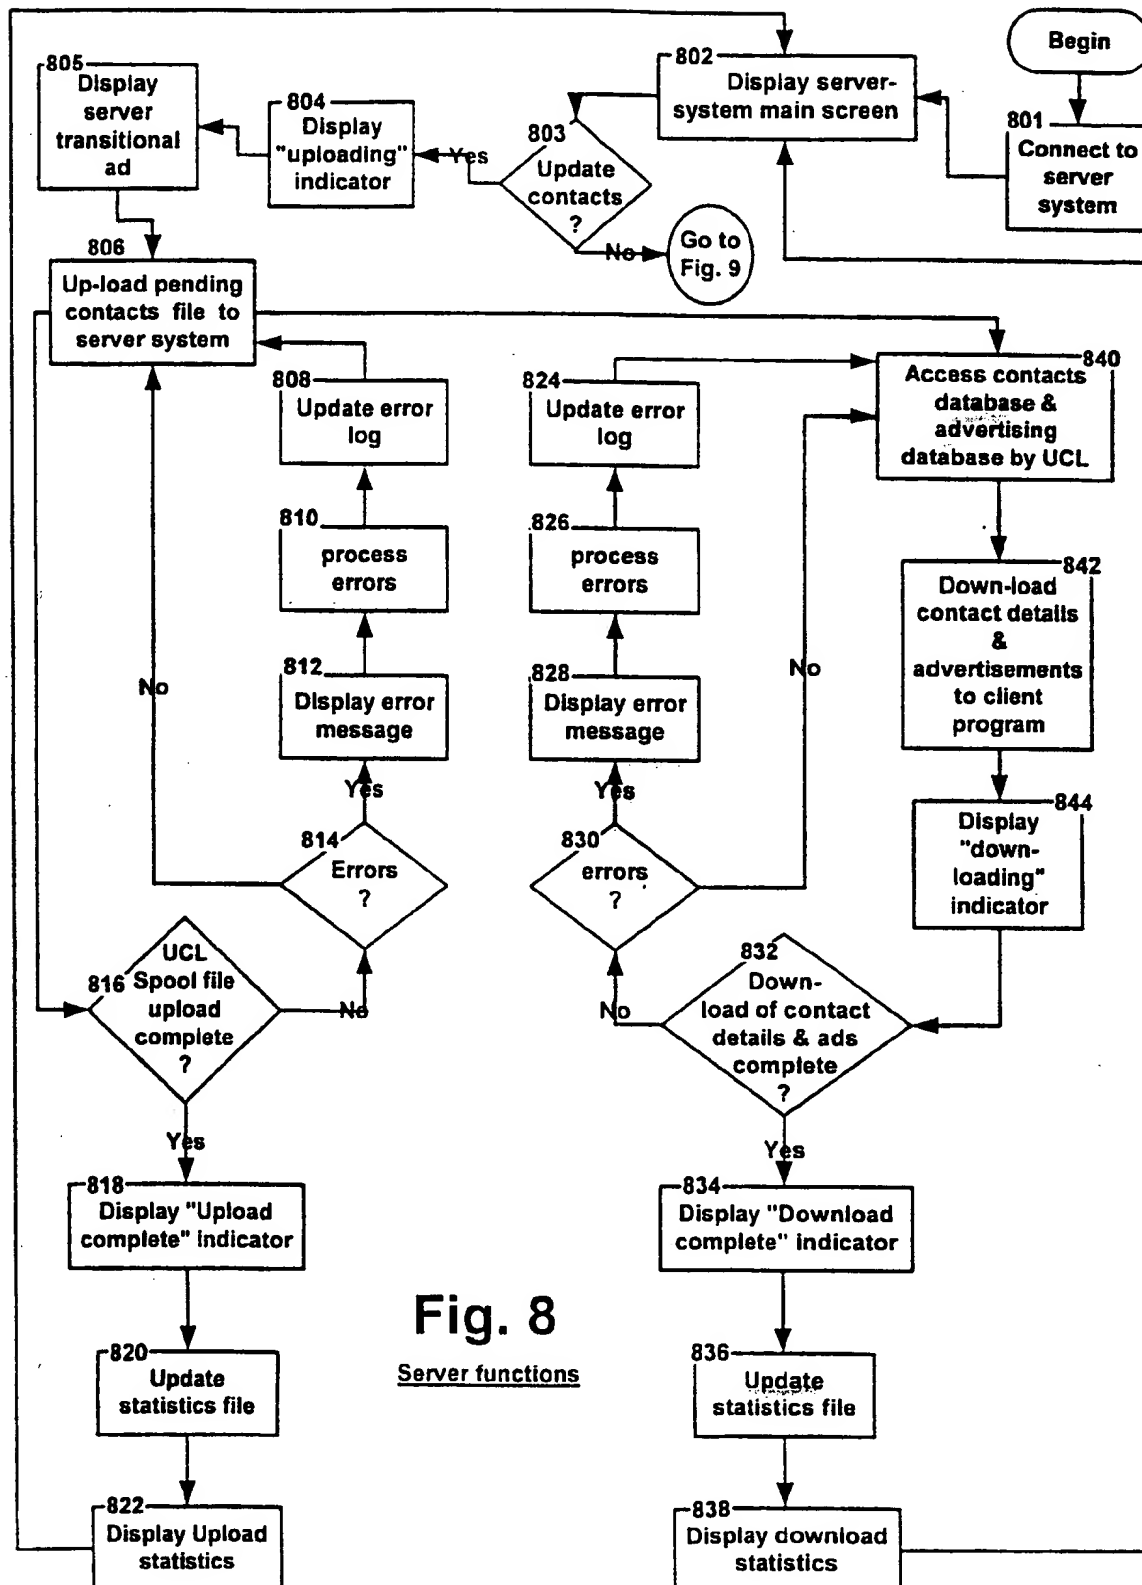 Begin
801
Connect to
server
system
802
Display server-
system main screen
803
Update
contacts
?
Yes
No
Go to
Fig. 9
804
Display
"uploading"
indicator
805
Display
server
transitional
ad
806
Up-load pending
contacts file to
server system
808
Update error
log
810
process
errors
812
Display error
message
Yes
814
Errors
?
No
816
UCL
Spool file
upload
complete
?
No
Yes
818
Display "Upload
complete" indicator
820
Update
statistics file
822
Display Upload
statistics
824
Update error
log
826
process
errors
828
Display error
message
Yes
830
errors
?
No
832
Down-
load of contact
details & ads
complete
?
No
Yes
834
Display "Download
complete" indicator
836
Update
statistics file
838
Display download
statistics
840
Access contacts
database &
advertising
database by UCL
842
Down-load
contact details
&
advertisements
to client
program
844
Display
"down-
loading"
indicator
Fig. 8
Server functions